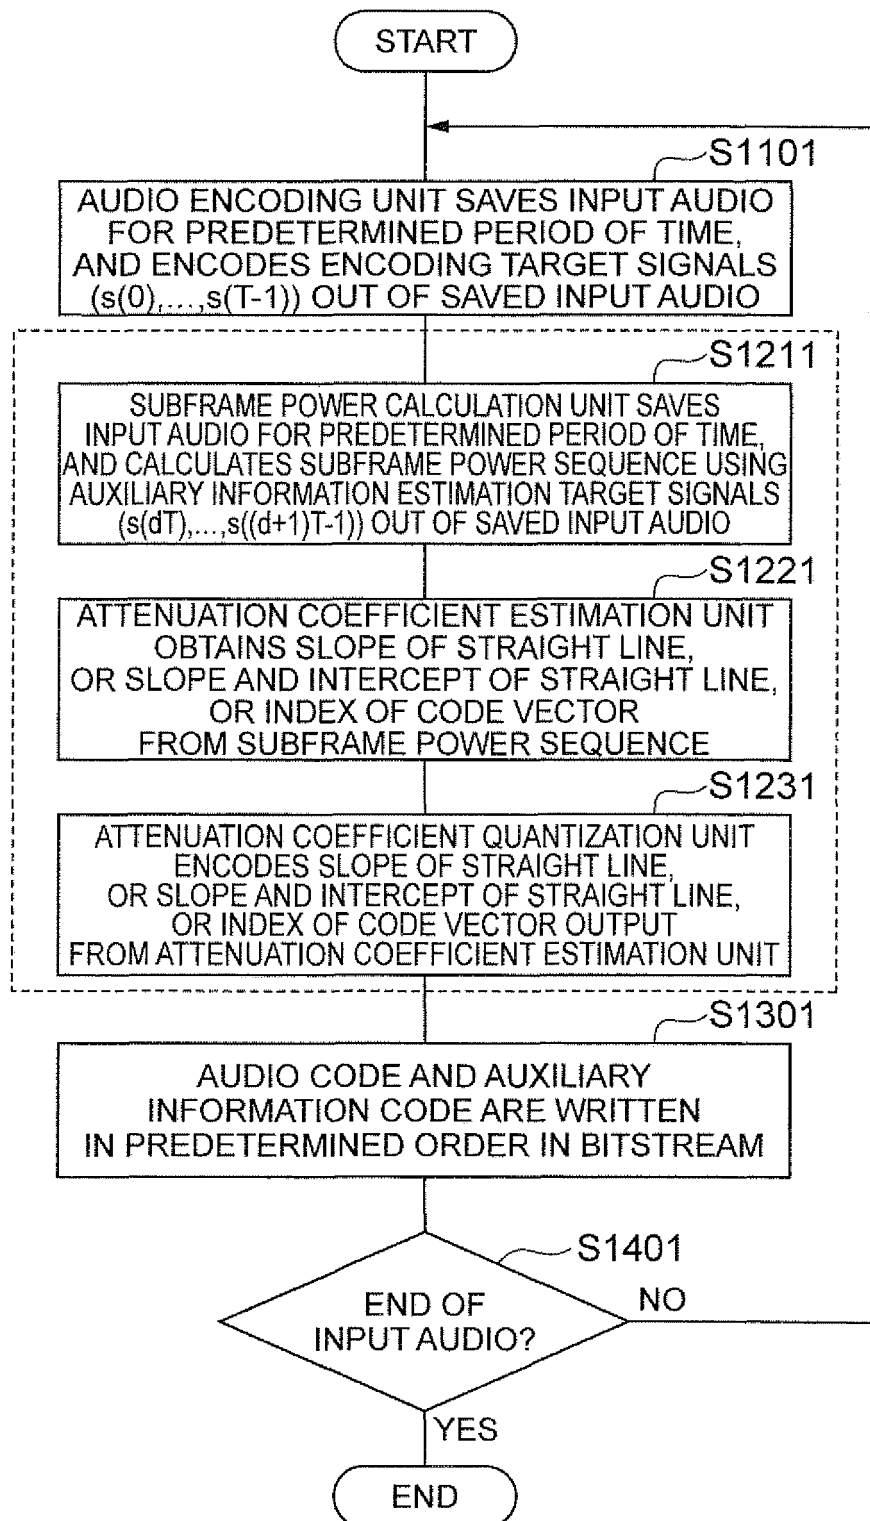 START
S1101
AUDIO ENCODING UNIT SAVES INPUT AUDIO
FOR PREDETERMINED PERIOD OF TIME,
AND ENCODES ENCODING TARGET SIGNALS
(s(0),...,s(T-1)) OUT OF SAVED INPUT AUDIO
S1211
SUBFRAME POWER CALCULATION UNIT SAVES
INPUT AUDIO FOR PREDETERMINED PERIOD OF TIME,
AND CALCULATES SUBFRAME POWER SEQUENCE USING
AUXILIARY INFORMATION ESTIMATION TARGET SIGNALS
(s(dT),...,s((d+1)T-1)) OUT OF SAVED INPUT AUDIO
S1221
ATTENUATION COEFFICIENT ESTIMATION UNIT
OBTAINS SLOPE OF STRAIGHT LINE,
OR SLOPE AND INTERCEPT OF STRAIGHT LINE,
OR INDEX OF CODE VECTOR
FROM SUBFRAME POWER SEQUENCE
S1231
ATTENUATION COEFFICIENT QUANTIZATION UNIT
ENCODES SLOPE OF STRAIGHT LINE,
OR SLOPE AND INTERCEPT OF STRAIGHT LINE,
OR INDEX OF CODE VECTOR OUTPUT
FROM ATTENUATION COEFFICIENT ESTIMATION UNIT
S1301
AUDIO CODE AND AUXILIARY
INFORMATION CODE ARE WRITTEN
IN PREDETERMINED ORDER IN BITSTREAM
S1401
END OF
INPUT AUDIO?
NO
YES
END